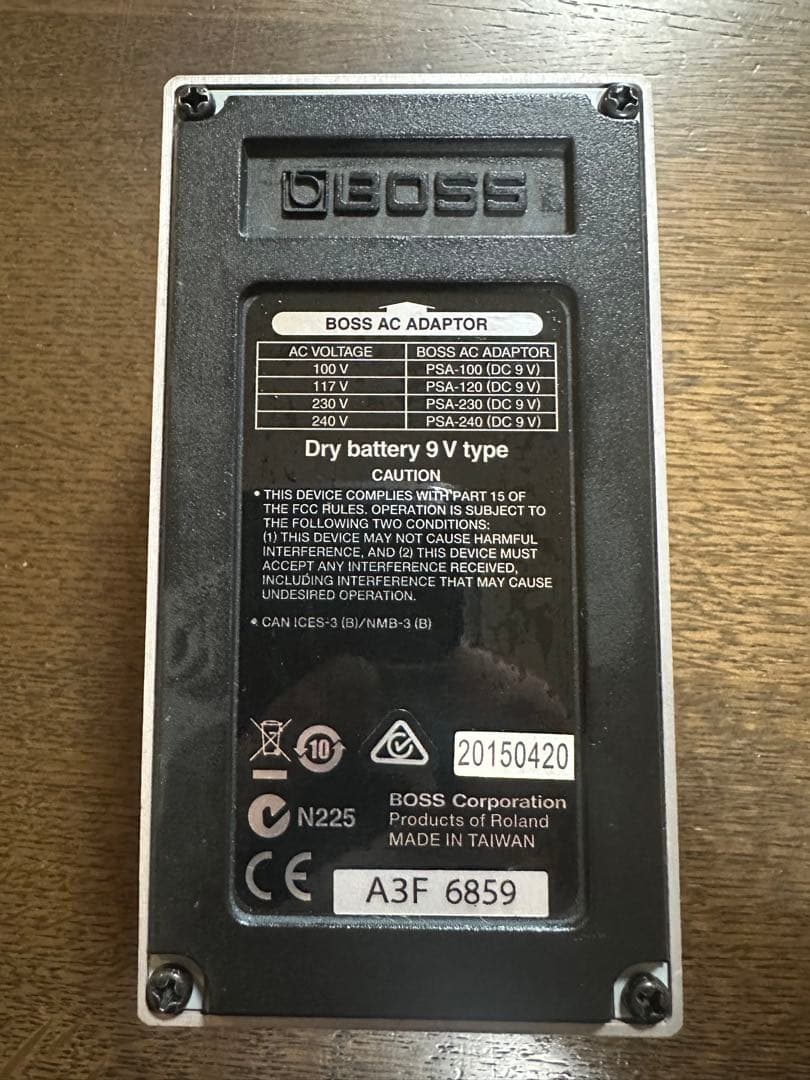 BOSS
BOSS AC ADAPTOR
AC VOLTAGE BOSS AC ADAPTOR
100 V PSA-100 (DC 9 V)
117 V PSA-120 (DC 9 V)
230 V PSA-230 (DC 9 V)
240 V PSA-240 (DC 9 V)
Dry battery 9 V type
CAUTION
• THIS DEVICE COMPLIES WITH PART 15 OF
THE FCC RULES. OPERATION IS SUBJECT TO
THE FOLLOWING TWO CONDITIONS:
(1) THIS DEVICE MAY NOT CAUSE HARMFUL
INTERFERENCE, AND (2) THIS DEVICE MUST
ACCEPT ANY INTERFERENCE RECEIVED,
INCLUDING INTERFERENCE THAT MAY CAUSE
UNDESIRED OPERATION.
• CAN ICES-3 (B)/NMB-3 (B)
10
20150420
N225
BOSS Corporation
Products of Roland
MADE IN TAIWAN
CE
A3F 6859